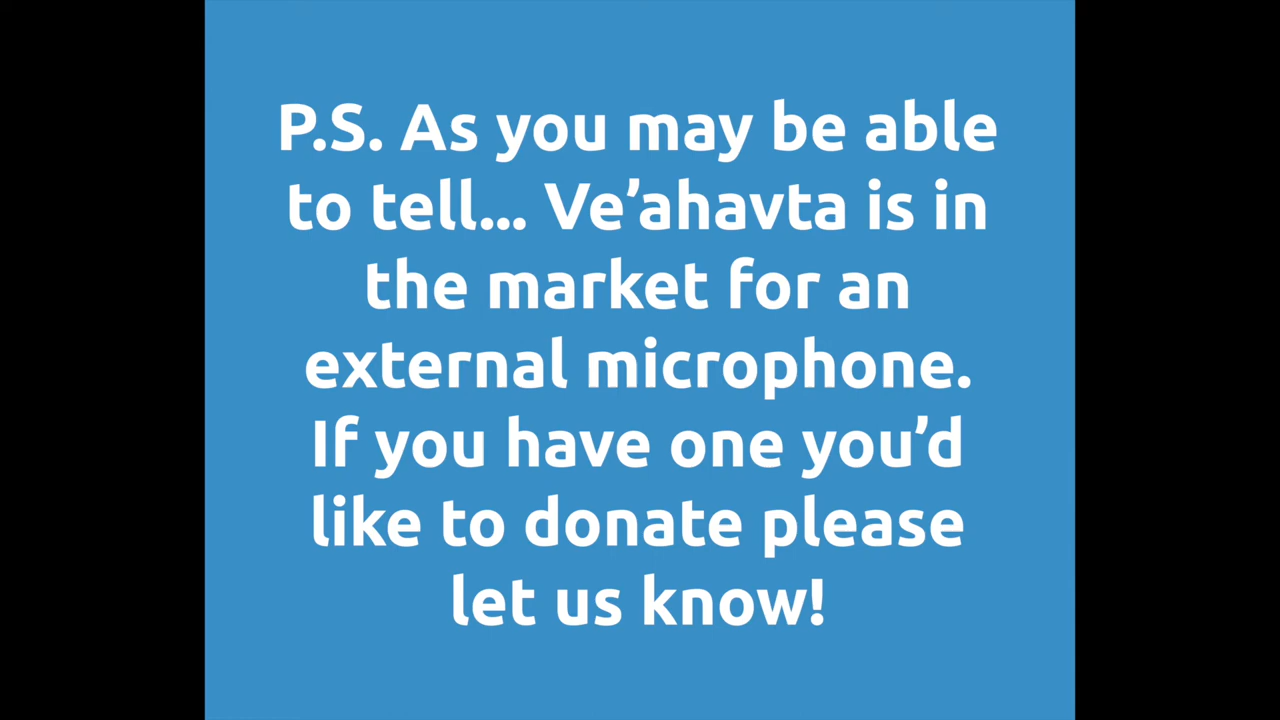 P.S. As you may be able
to tell... Ve’ahavta is in
the market for an
external microphone.
If you have one you’d
like to donate please
let us know!